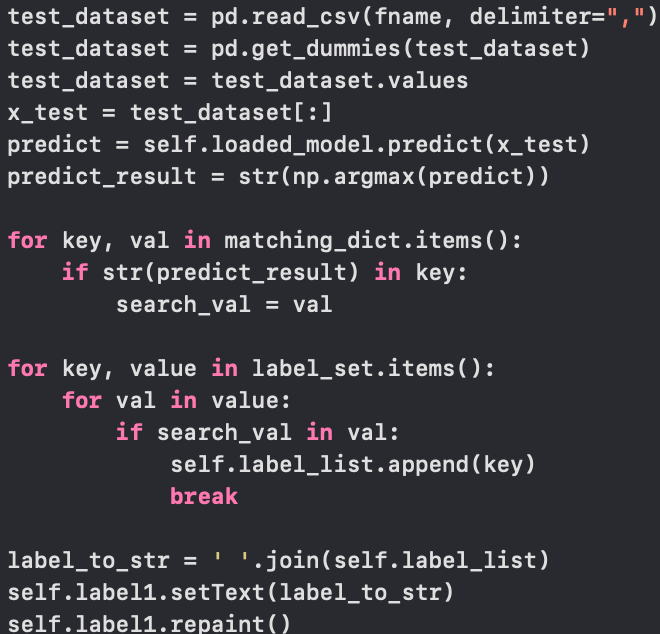 test_dataset = pd.read_csv(fname, delimiter=",")
test_dataset = pd.get_dummies(test_dataset)
test_dataset = test_dataset.values
x_test = test_dataset[:]
predict = self.loaded_model.predict(x_test)
predict_result = str(np.argmax(predict))

for key, val in matching_dict.items():
    if str(predict_result) in key:
        search_val = val

for key, value in label_set.items():
    for val in value:
        if search_val in val:
            self.label_list.append(key)
            break

label_to_str = ' '.join(self.label_list)
self.label1.setText(label_to_str)
self.label1.repaint()